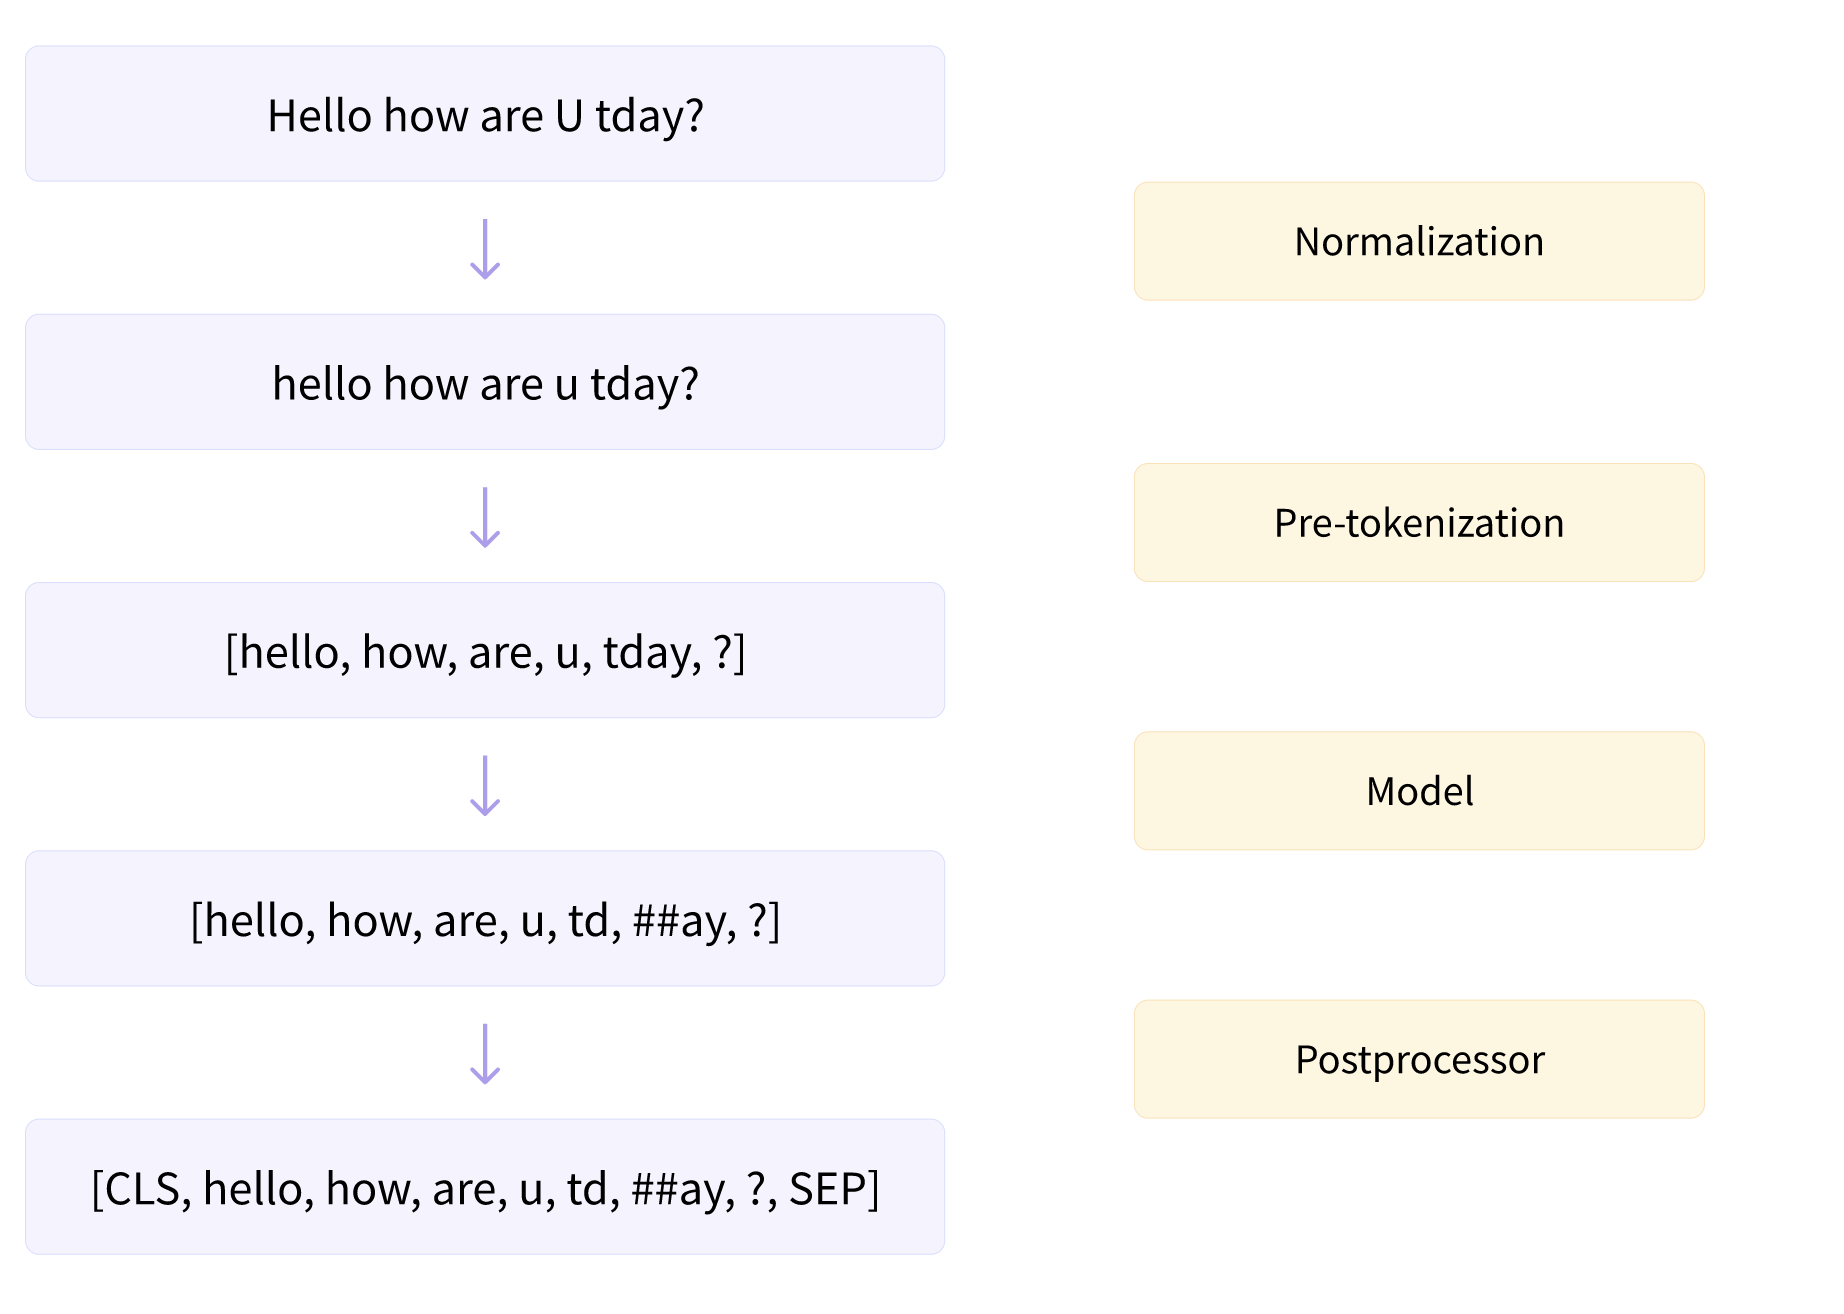 Hello how are U tday?
Normalization
hello how are u tday?
Pre-tokenization
[hello, how, are, u, tday, ?]
Model
[hello, how, are, u, td, ##ay, ?]
Postprocessor
[CLS, hello, how, are, u, td, ##ay, ?, SEP]